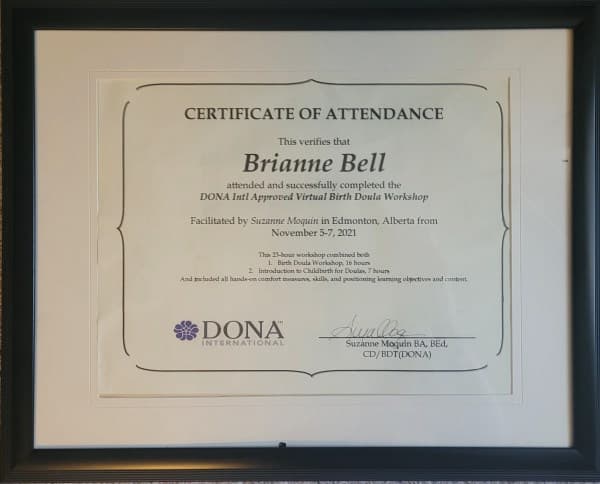 CERTIFICATE OF ATTENDANCE
This verifies that
Brianne Bell
attended and successfully completed the
DONA Intl Approved Virtual Birth Doula Workshop
Facilitated by Suzanne Moquin in Edmonton, Alberta from
November 5-7, 2021
This 23-hour workshop combined both
1. Birth Doula Workshop, 16 hours
2. Introduction to Childbirth for Doulas, 7 hours
And included all hands-on comfort measures, skills, and positioning learning objectives and content.
DONA™
INTERNATIONAL
Suzanne Moquin BA, BEd,
CD/BDT(DONA)